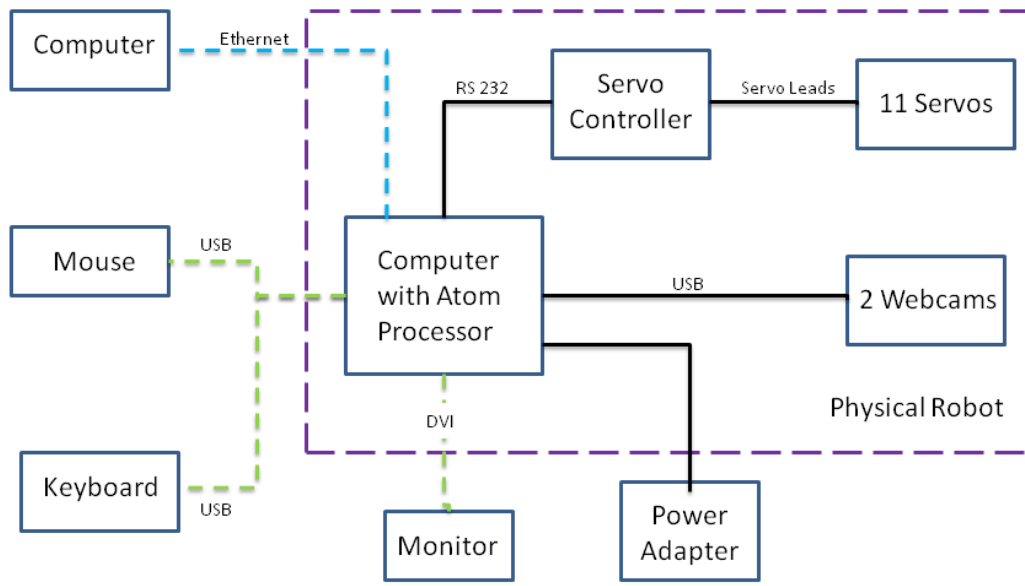 Computer
Ethernet
RS 232
Servo
Controller
Servo Leads
11 Servos
Mouse
USB
Computer
with Atom
Processor
USB
2 Webcams
Physical Robot
DVI
Keyboard
USB
Monitor
Power
Adapter